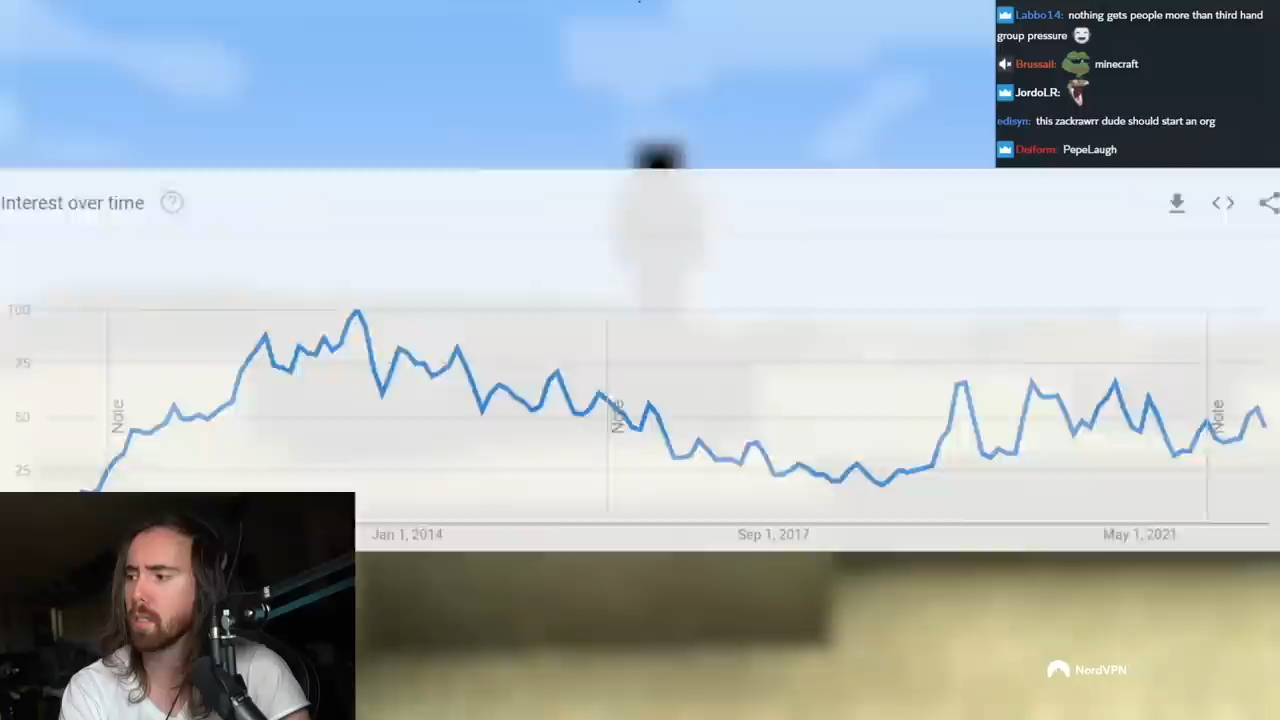 Labbo14: nothing gets people more than third hand
group pressure
Brussail: minecraft
JordoLR:
edisyn: this zackrawrr dude should start an org
Deiform: PepeLaugh
Interest over time ?
100
75
50
25
Note
Note
Note
Jan 1, 2014
Sep 1, 2017
May 1, 2021
NordVPN